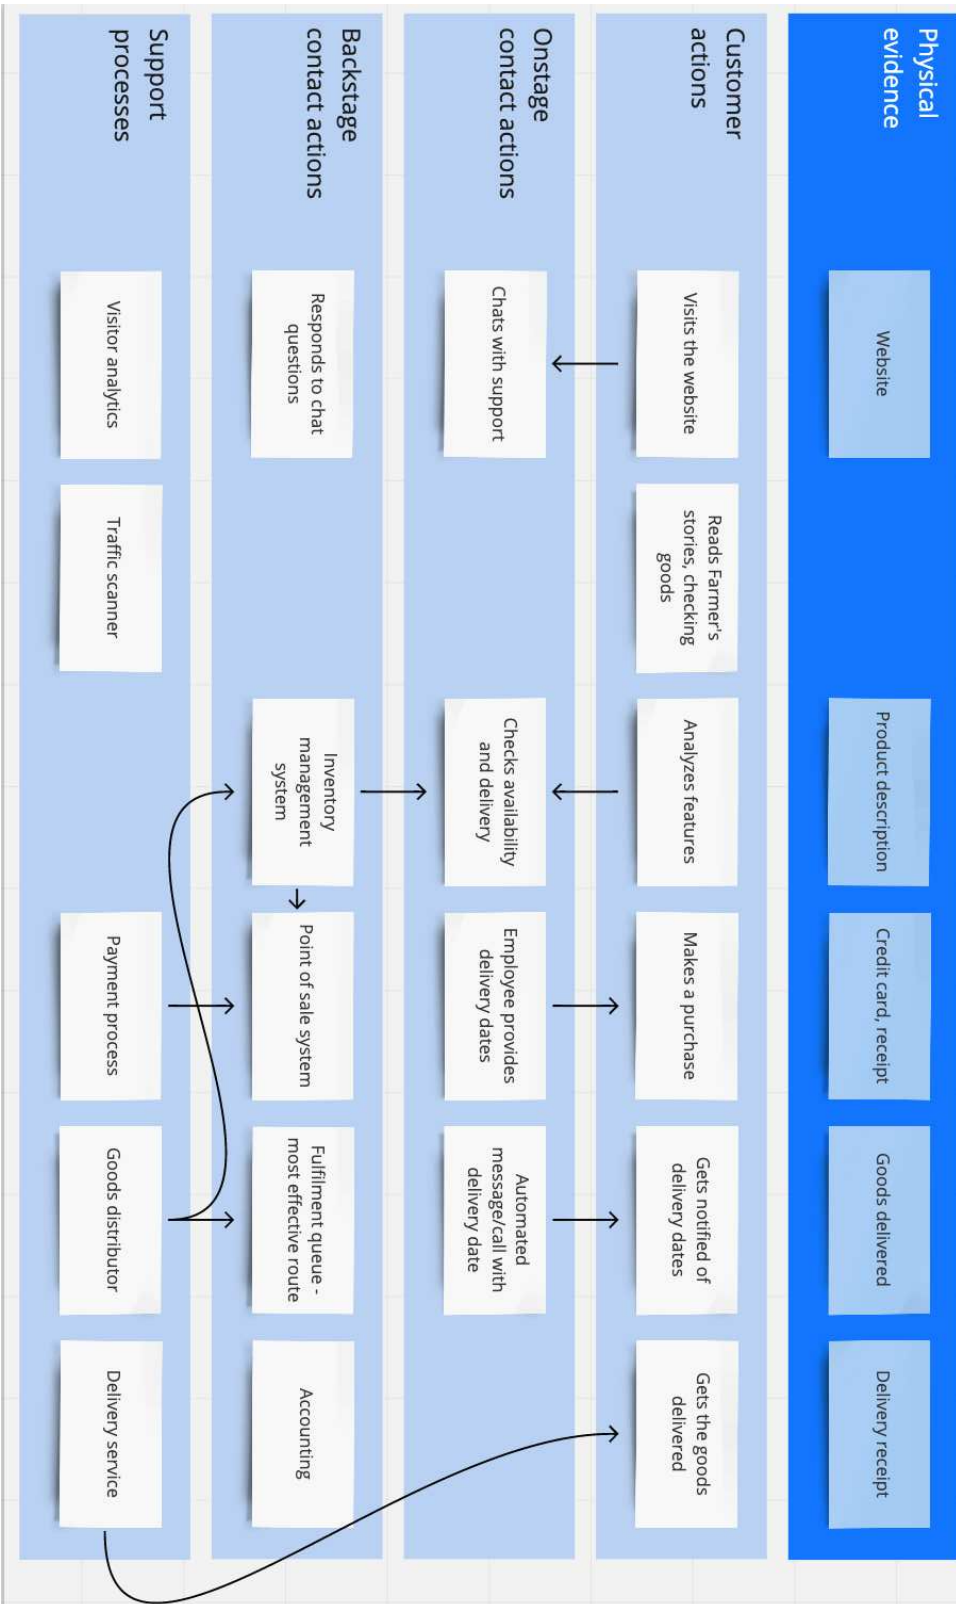 Physical
evidence
Website
Product description
Credit card, receipt
Goods delivered
Delivery receipt
Customer
actions
Visits the website
Reads Farmer's
stories, checking
goods
Analyzes features
Makes a purchase
Gets notified of
delivery dates
Gets the goods
delivered
Onstage
contact actions
Chats with support
Checks availability
and delivery
Employee provides
delivery dates
Automated
message/call with
delivery date
Backstage
contact actions
Responds to chat
questions
Inventory
management
system
Point of sale system
Fulfilment queue -
most effective route
Accounting
Support
processes
Visitor analytics
Traffic scanner
Payment process
Goods distributor
Delivery service